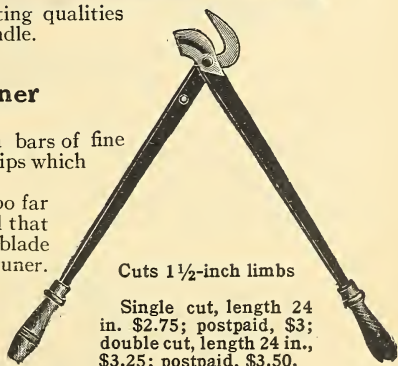 ting qualities
ndle.
ner
bars of fine
ips which
oo far
l that
blade
uner.
Cuts 1½-inch limbs
Single cut, length 24
in. $2.75; postpaid, $3;
double cut, length 24 in.,
$3.25; postpaid, $3.50.